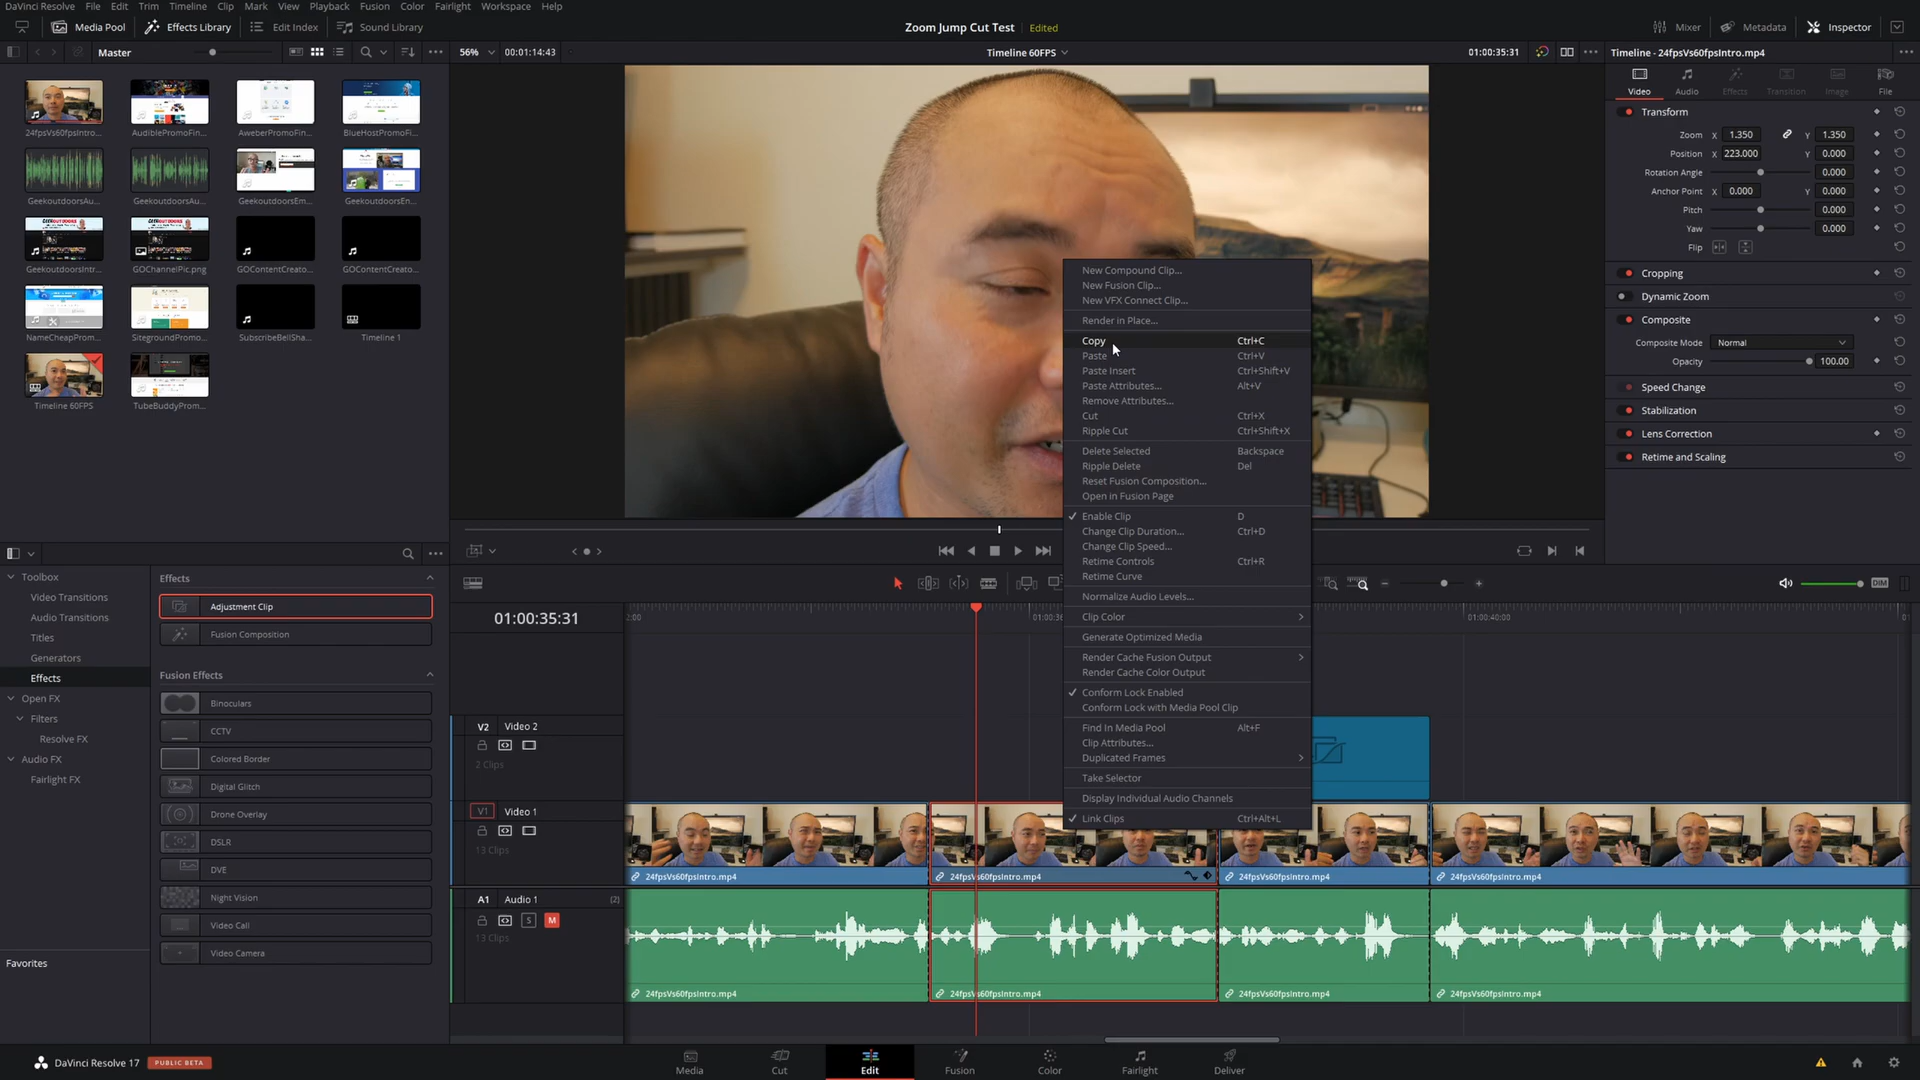 DaVinci Resolve File Edit Trim Timeline Clip Mark View Playback Fusion Color Fairlight Workspace Help
Media Pool Effects Library Edit Index Sound Library
Zoom Jump Cut Test Edited
Mixer Metadata Inspector
Master
56% 00:01:14:43
Timeline 60FPS
01:00:35:31
Timeline - 24fpsVs60fpsIntro.mp4
24fpsVs60fpsIntro... AudiblePromoFin... AweberPromoFin... BlueHostPromoFi...
GeekoutdoorsAu... GeekoutdoorsAu... GeekoutdoorsEm... GeekoutdoorsEn...
GeekoutdoorsIntr... GOChannelPic.png GOContentCreato... GOContentCreato...
NameCheapProm... SitegroundPromo... SubscribeBellSha... Timeline 1
Timeline 60FPS TubeBuddyProm...
Video Audio Effects Transition Image File
Transform
Zoom X 1.350 Y 1.350
Position X 223.000 Y 0.000
Rotation Angle 0.000
Anchor Point X 0.000 Y 0.000
Pitch 0.000
Yaw 0.000
Flip
Cropping
Dynamic Zoom
Composite
Composite Mode Normal
Opacity 100.00
Speed Change
Stabilization
Lens Correction
Retime and Scaling
New Compound Clip...
New Fusion Clip...
New VFX Connect Clip...
Render in Place...
Copy Ctrl+C
Paste Ctrl+V
Paste Insert Ctrl+Shift+V
Paste Attributes... Alt+V
Remove Attributes...
Cut Ctrl+X
Ripple Cut Ctrl+Shift+X
Delete Selected Backspace
Ripple Delete Del
Reset Fusion Composition...
Open in Fusion Page
Enable Clip D
Change Clip Duration... Ctrl+D
Change Clip Speed...
Retime Controls Ctrl+R
Retime Curve
Normalize Audio Levels...
Clip Color
Generate Optimized Media
Render Cache Fusion Output
Render Cache Color Output
Conform Lock Enabled
Conform Lock with Media Pool Clip
Find In Media Pool Alt+F
Clip Attributes...
Duplicated Frames
Take Selector
Display Individual Audio Channels
Link Clips Ctrl+Alt+L
Toolbox
Video Transitions
Audio Transitions
Titles
Generators
Effects
Open FX
Filters
Resolve FX
Audio FX
Fairlight FX
Favorites
Effects
Adjustment Clip
Fusion Composition
Fusion Effects
Binoculars
CCTV
Colored Border
Digital Glitch
Drone Overlay
DSLR
DVE
Night Vision
Video Call
Video Camera
DIM
01:00:35:31
2:00 01:00:36 01:00:40:00
V2 Video 2
2 Clips
V1 Video 1
13 Clips
24fpsVs60fpsIntro.mp4 24fpsVs60fpsIntro.mp4 24fpsVs60fpsIntro.mp4 24fpsVs60fpsIntro.mp4
A1 Audio 1 (2)
S M
13 Clips
24fpsVs60fpsIntro.mp4 24fpsVs60fpsIntro.mp4 24fpsVs60fpsIntro.mp4 24fpsVs60fpsIntro.mp4
DaVinci Resolve 17 PUBLIC BETA
Media Cut Edit Fusion Color Fairlight Deliver